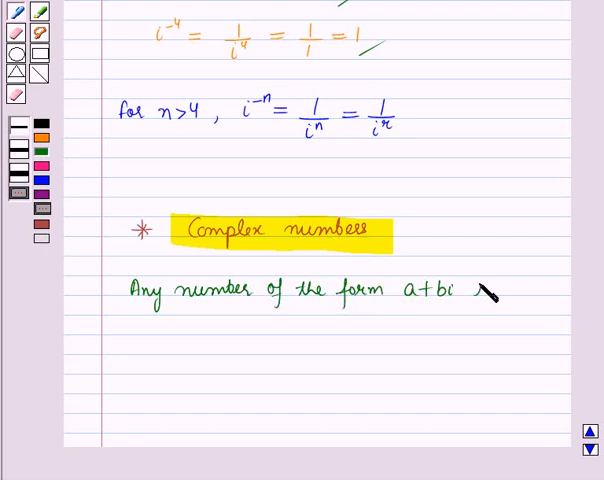 i⁻⁴ = 1/i⁴ = 1/1 = 1
for n>4, i⁻ⁿ = 1/iⁿ = 1/iʳ
* Complex numbers
Any number of the form a+bi